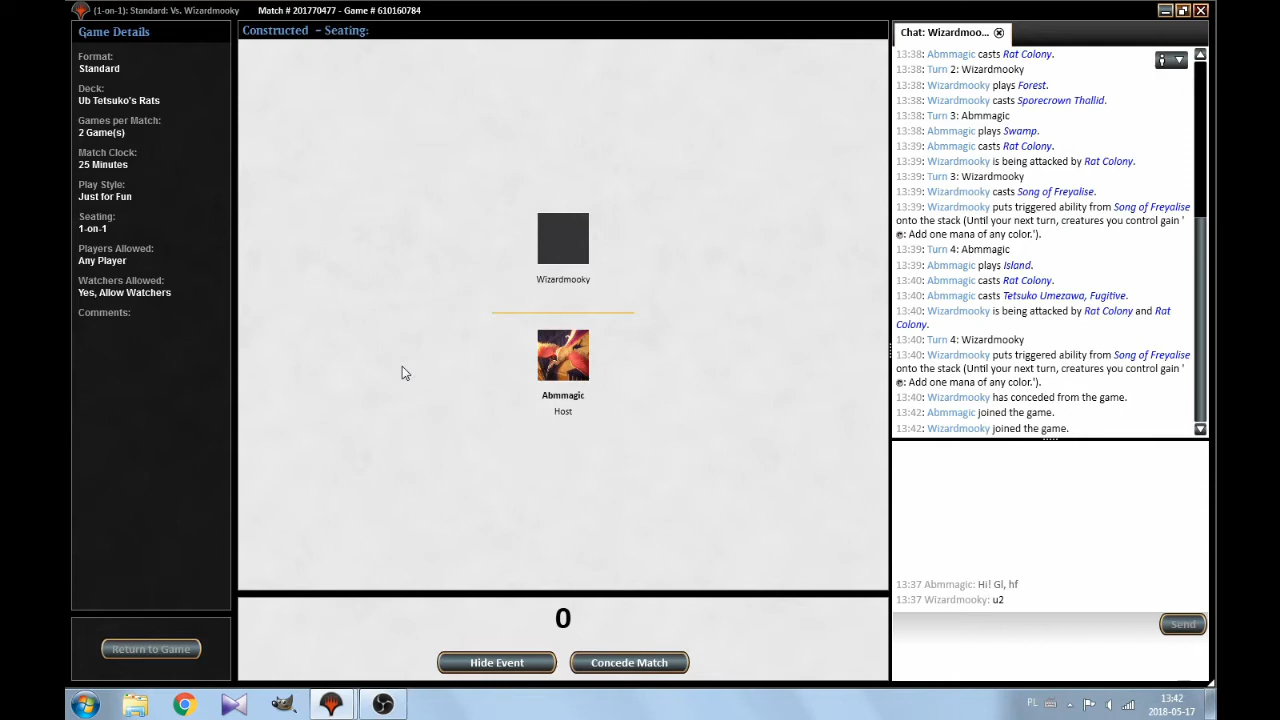 (1-on-1): Standard: Vs. Wizardmooky
Match # 201770477 - Game # 610160784
Game Details
Format:
Standard
Deck:
Ub Tetsuko's Rats
Games per Match:
2 Game(s)
Match Clock:
25 Minutes
Play Style:
Just for Fun
Seating:
1-on-1
Players Allowed:
Any Player
Watchers Allowed:
Yes, Allow Watchers
Comments:
Return to Game
Constructed - Seating:
Wizardmooky
Abmmagic
Host
0
Hide Event
Concede Match
Chat: Wizardmoo...
13:38: Abmmagic casts Rat Colony.
13:38: Turn 2: Wizardmooky
13:38: Wizardmooky plays Forest.
13:38: Wizardmooky casts Sporecrown Thallid.
13:38: Turn 3: Abmmagic
13:38: Abmmagic plays Swamp.
13:39: Abmmagic casts Rat Colony.
13:39: Wizardmooky is being attacked by Rat Colony.
13:39: Turn 3: Wizardmooky
13:39: Wizardmooky casts Song of Freyalise.
13:39: Wizardmooky puts triggered ability from Song of Freyalise
onto the stack (Until your next turn, creatures you control gain '
: Add one mana of any color.').
13:39: Turn 4: Abmmagic
13:39: Abmmagic plays Island.
13:40: Abmmagic casts Rat Colony.
13:40: Abmmagic casts Tetsuko Umezawa, Fugitive.
13:40: Wizardmooky is being attacked by Rat Colony and Rat
Colony.
13:40: Turn 4: Wizardmooky
13:40: Wizardmooky puts triggered ability from Song of Freyalise
onto the stack (Until your next turn, creatures you control gain '
: Add one mana of any color.').
13:40: Wizardmooky has conceded from the game.
13:42: Abmmagic joined the game.
13:42: Wizardmooky joined the game.
13:37 Abmmagic: Hi! Gl, hf
13:37 Wizardmooky: u2
Send
PL
13:42
2018-05-17